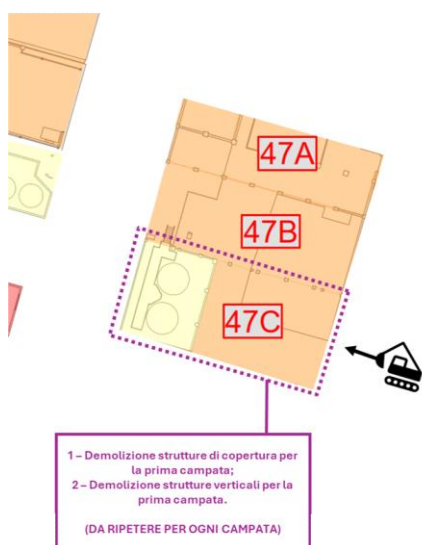 47A
47B
47C
1 – Demolizione strutture di copertura per
la prima campata;
2 – Demolizione strutture verticali per la
prima campata.
(DA RIPETERE PER OGNI CAMPATA)